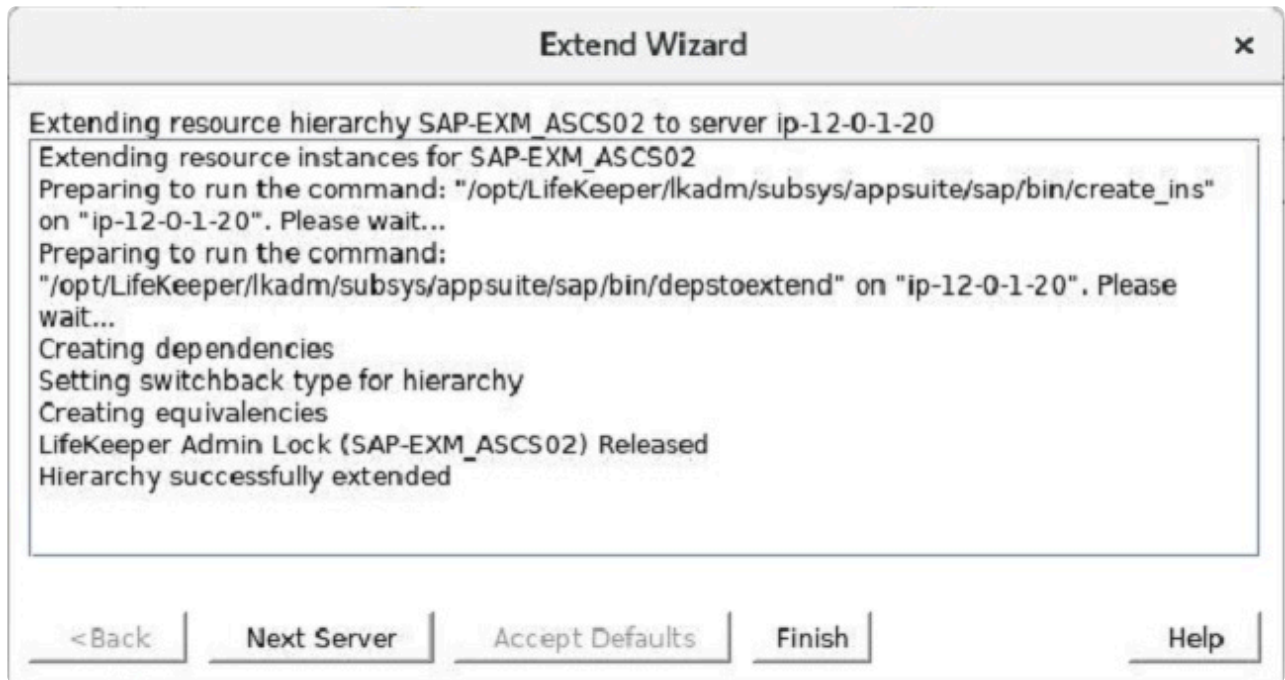 Extend Wizard ×
Extending resource hierarchy SAP-EXM_ASCS02 to server ip-12-0-1-20
Extending resource instances for SAP-EXM_ASCS02
Preparing to run the command: "/opt/LifeKeeper/lkadm/subsys/appsuite/sap/bin/create_ins"
on "ip-12-0-1-20". Please wait...
Preparing to run the command:
"/opt/LifeKeeper/lkadm/subsys/appsuite/sap/bin/depstoextend" on "ip-12-0-1-20". Please
wait...
Creating dependencies
Setting switchback type for hierarchy
Creating equivalencies
LifeKeeper Admin Lock (SAP-EXM_ASCS02) Released
Hierarchy successfully extended
<Back Next Server Accept Defaults Finish Help